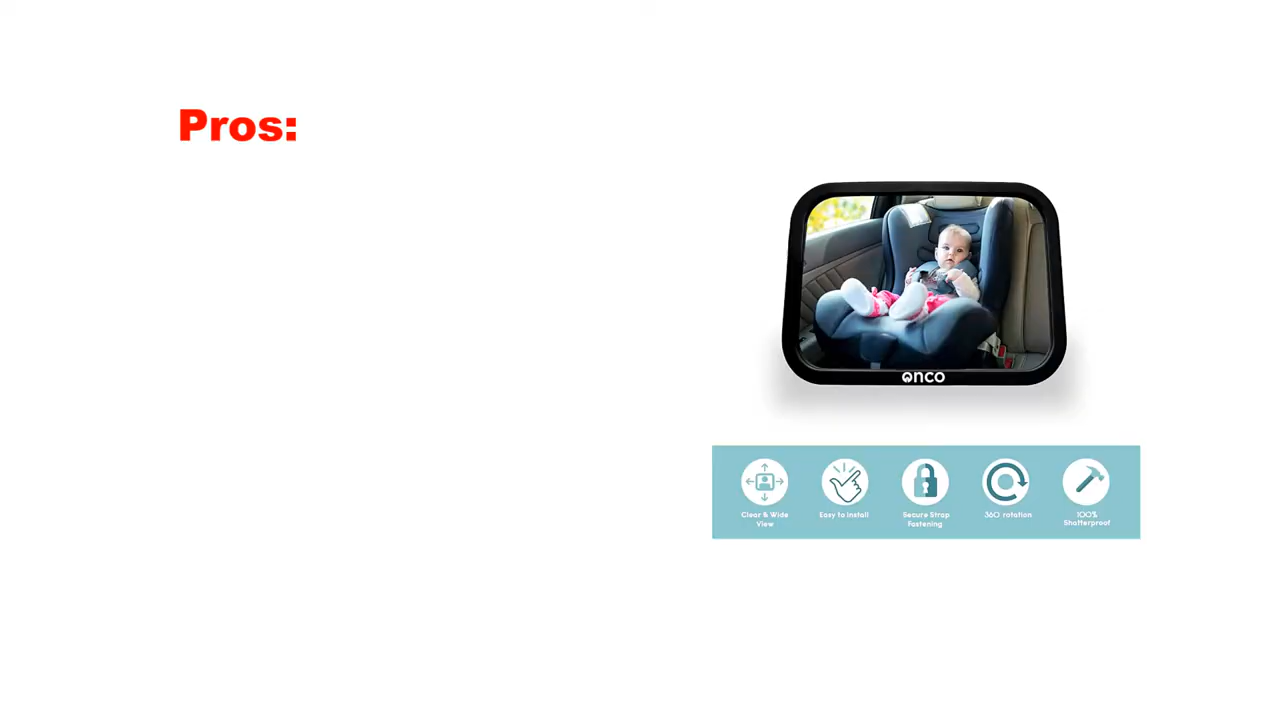 Pros:
onco
Clear & Wide
View
Easy to install
Secure Strap
Fastening
360 rotation
100%
Shatterproof